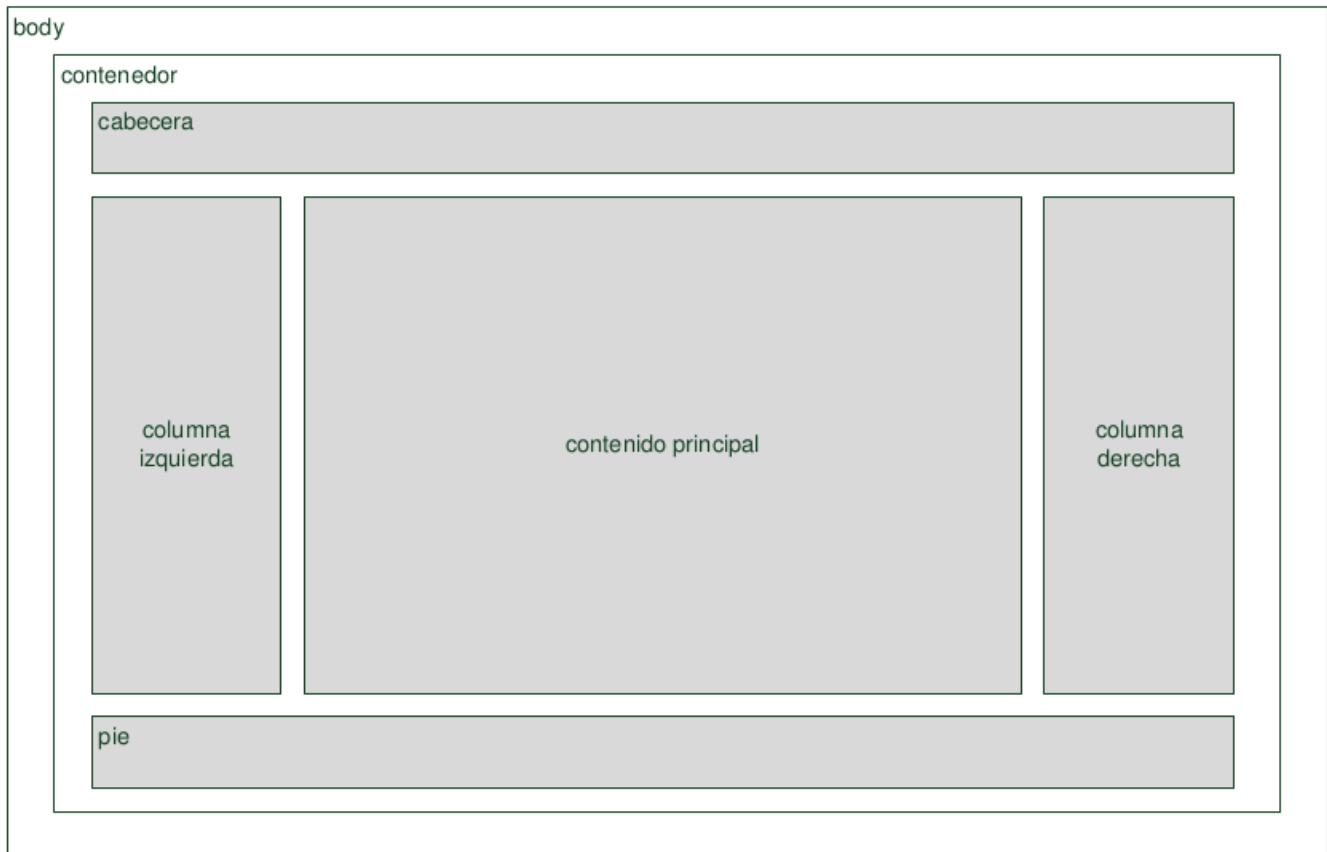 body
contenedor
cabecera
columna
izquierda
contenido principal
columna
derecha
pie